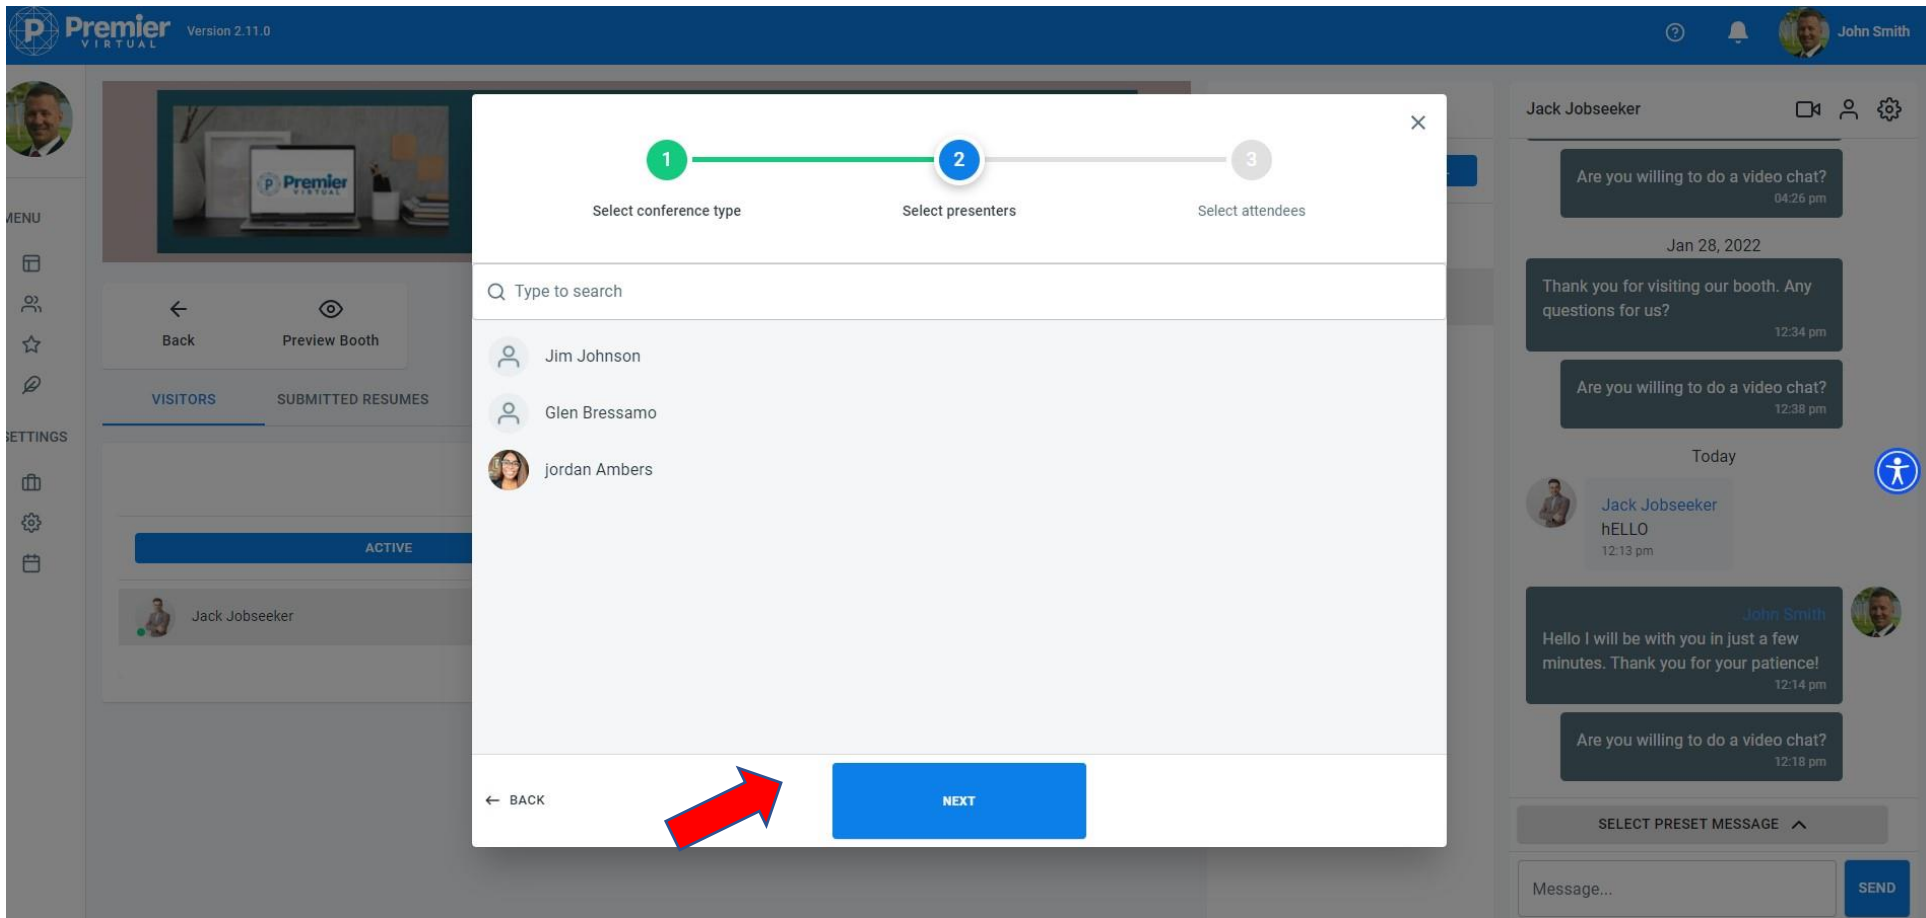 P Premier
VIRTUAL
Version 2.11.0
John Smith
MENU
SETTINGS
P Premier
VIRTUAL
Back
Preview Booth
VISITORS
SUBMITTED RESUMES
ACTIVE
Jack Jobseeker
1
2
3
Select conference type
Select presenters
Select attendees
Type to search
Jim Johnson
Glen Bressamo
jordan Ambers
BACK
NEXT
Jack Jobseeker
Are you willing to do a video chat?
04:26 pm
Jan 28, 2022
Thank you for visiting our booth. Any
questions for us?
12:34 pm
Are you willing to do a video chat?
12:38 pm
Today
Jack Jobseeker
hELLO
12:13 pm
John Smith
Hello I will be with you in just a few
minutes. Thank you for your patience!
12:14 pm
Are you willing to do a video chat?
12:18 pm
SELECT PRESET MESSAGE
Message...
SEND